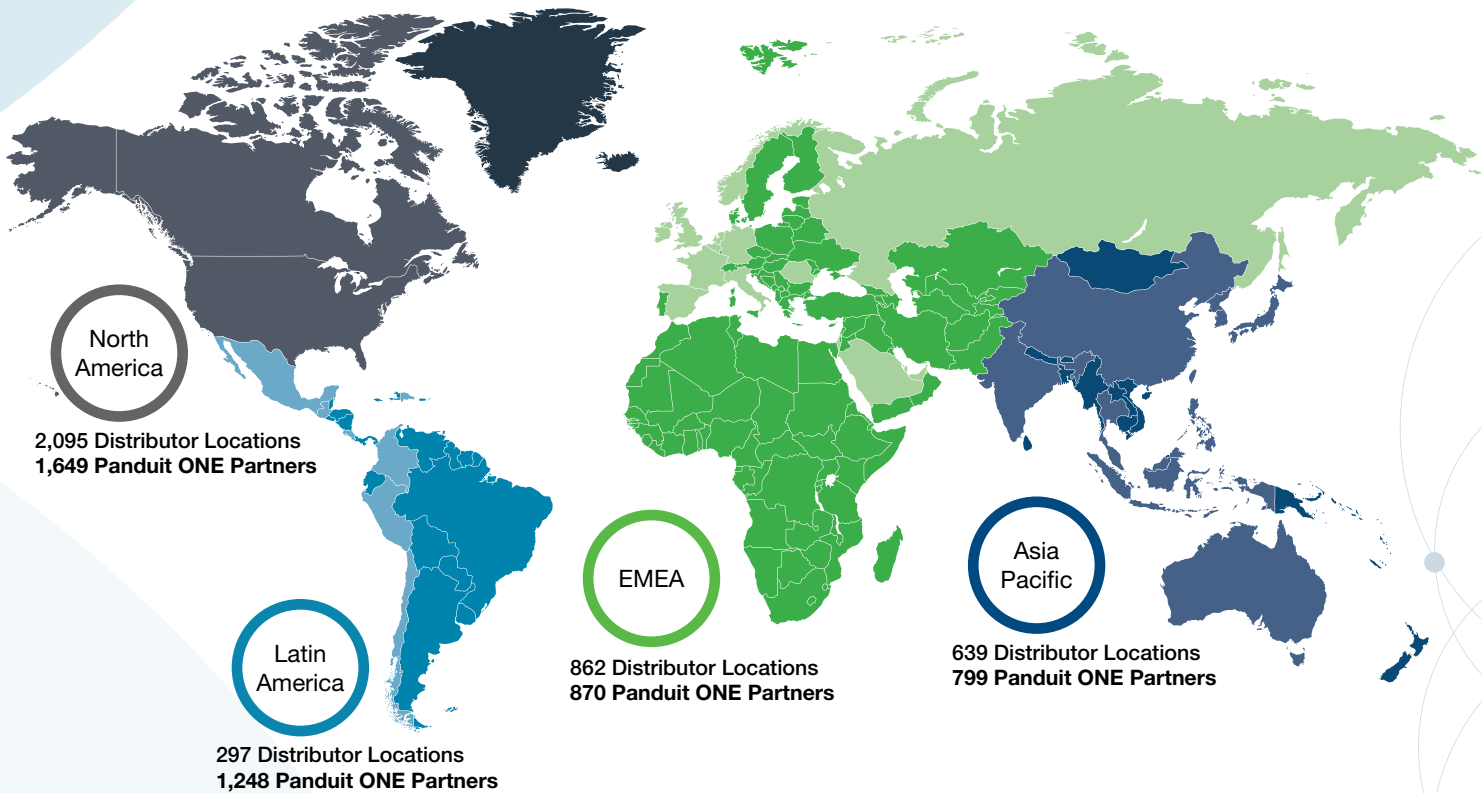 North
America
2,095 Distributor Locations
1,649 Panduit ONE Partners
Latin
America
297 Distributor Locations
1,248 Panduit ONE Partners
EMEA
862 Distributor Locations
870 Panduit ONE Partners
Asia
Pacific
639 Distributor Locations
799 Panduit ONE Partners